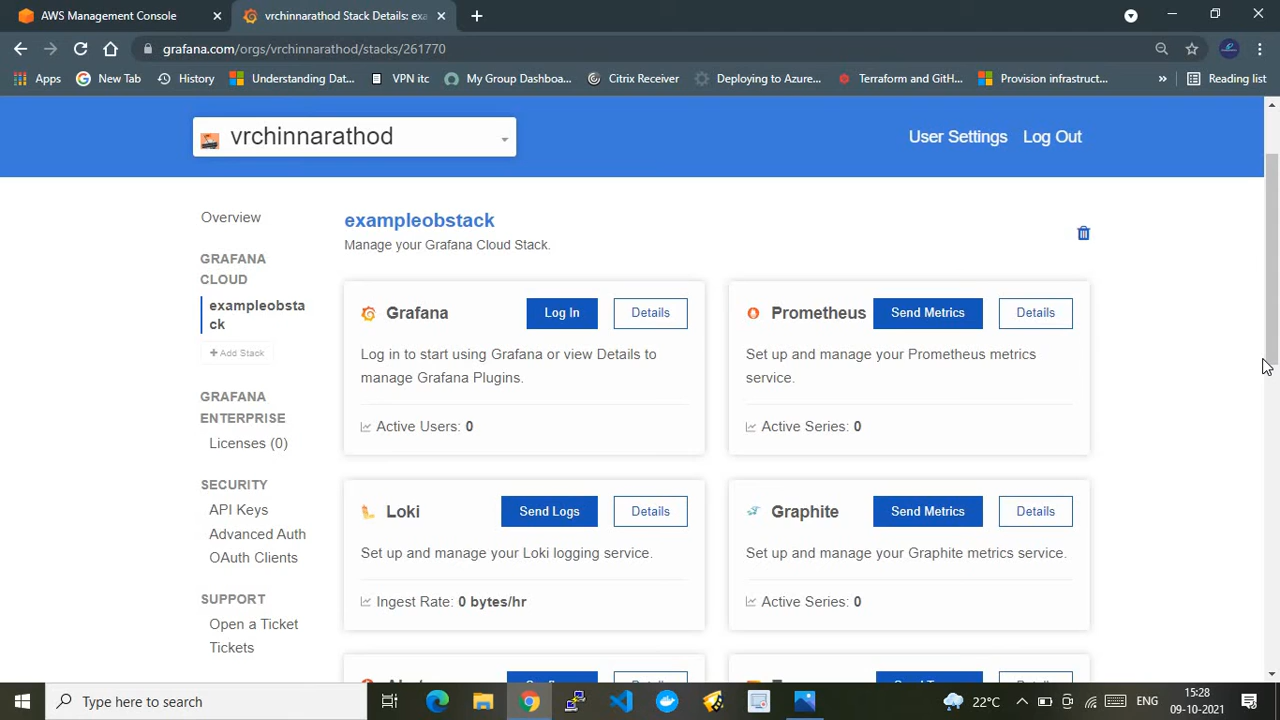 AWS Management Console
vrchinnarathod Stack Details: exa
grafana.com/orgs/vrchinnarathod/stacks/261770
Apps
New Tab
History
Understanding Dat...
VPN itc
My Group Dashboa...
Citrix Receiver
Deploying to Azure...
Terraform and GitH...
Provision infrastruct...
»
Reading list
vrchinnarathod
User Settings
Log Out
Overview
GRAFANA
CLOUD
exampleobsta
ck
+ Add Stack
GRAFANA
ENTERPRISE
Licenses (0)
SECURITY
API Keys
Advanced Auth
OAuth Clients
SUPPORT
Open a Ticket
Tickets
exampleobstack
Manage your Grafana Cloud Stack.
Grafana
Log In
Details
Log in to start using Grafana or view Details to
manage Grafana Plugins.
Active Users: 0
Prometheus
Send Metrics
Details
Set up and manage your Prometheus metrics
service.
Active Series: 0
Loki
Send Logs
Details
Set up and manage your Loki logging service.
Ingest Rate: 0 bytes/hr
Graphite
Send Metrics
Details
Set up and manage your Graphite metrics service.
Active Series: 0
Type here to search
22°C
ENG
15:28
09-10-2021